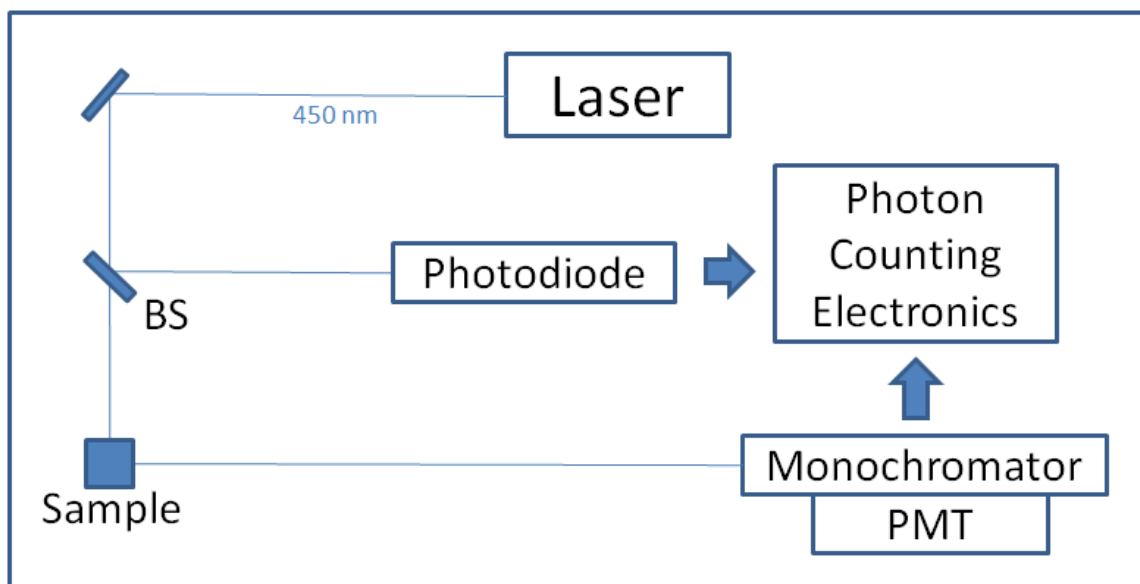 Laser
450 nm
Photon
Counting
Electronics
Photodiode
BS
Monochromator
Sample
PMT